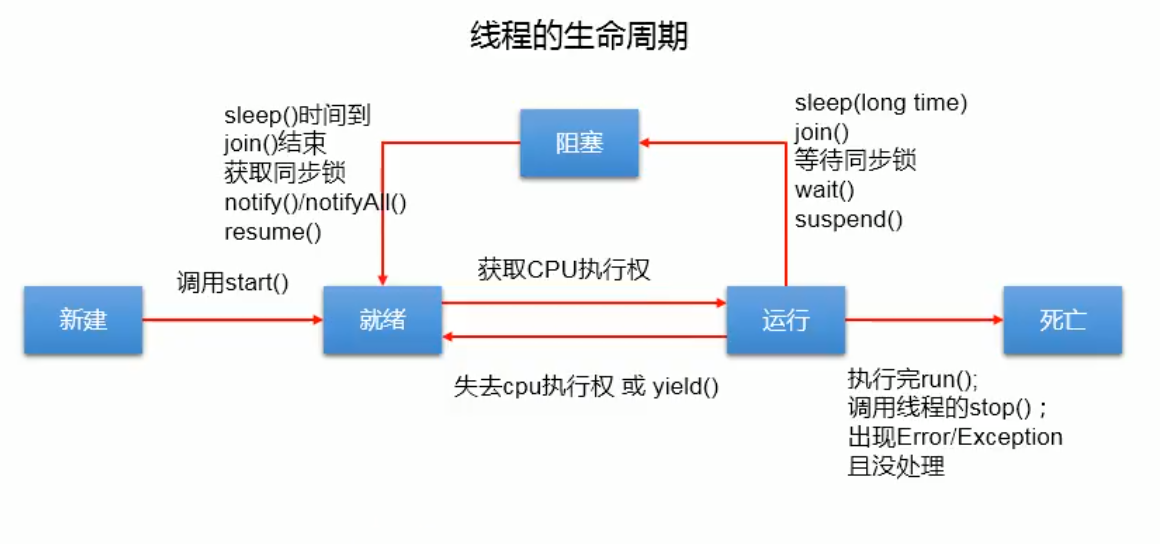 线程的生命周期
sleep()时间到
join()结束
获取同步锁
notify()/notifyAll()
resume()
阻塞
sleep(long time)
join()
等待同步锁
wait()
suspend()
调用start()
获取CPU执行权
新建
就绪
运行
死亡
失去cpu执行权 或 yield()
执行完run();
调用线程的stop()；
出现Error/Exception
且没处理